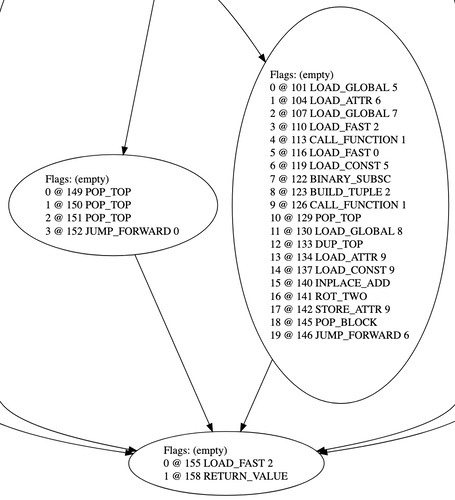 Flags: (empty)
0 @ 101 LOAD_GLOBAL 5
1 @ 104 LOAD_ATTR 6
2 @ 107 LOAD_GLOBAL 7
3 @ 110 LOAD_FAST 2
4 @ 113 CALL_FUNCTION 1
5 @ 116 LOAD_FAST 0
6 @ 119 LOAD_CONST 5
7 @ 122 BINARY_SUBSC
8 @ 123 BUILD_TUPLE 2
9 @ 126 CALL_FUNCTION 1
10 @ 129 POP_TOP
11 @ 130 LOAD_GLOBAL 8
12 @ 133 DUP_TOP
13 @ 134 LOAD_ATTR 9
14 @ 137 LOAD_CONST 9
15 @ 140 INPLACE_ADD
16 @ 141 ROT_TWO
17 @ 142 STORE_ATTR 9
18 @ 145 POP_BLOCK
19 @ 146 JUMP_FORWARD 6
Flags: (empty)
0 @ 149 POP_TOP
1 @ 150 POP_TOP
2 @ 151 POP_TOP
3 @ 152 JUMP_FORWARD 0
Flags: (empty)
0 @ 155 LOAD_FAST 2
1 @ 158 RETURN_VALUE